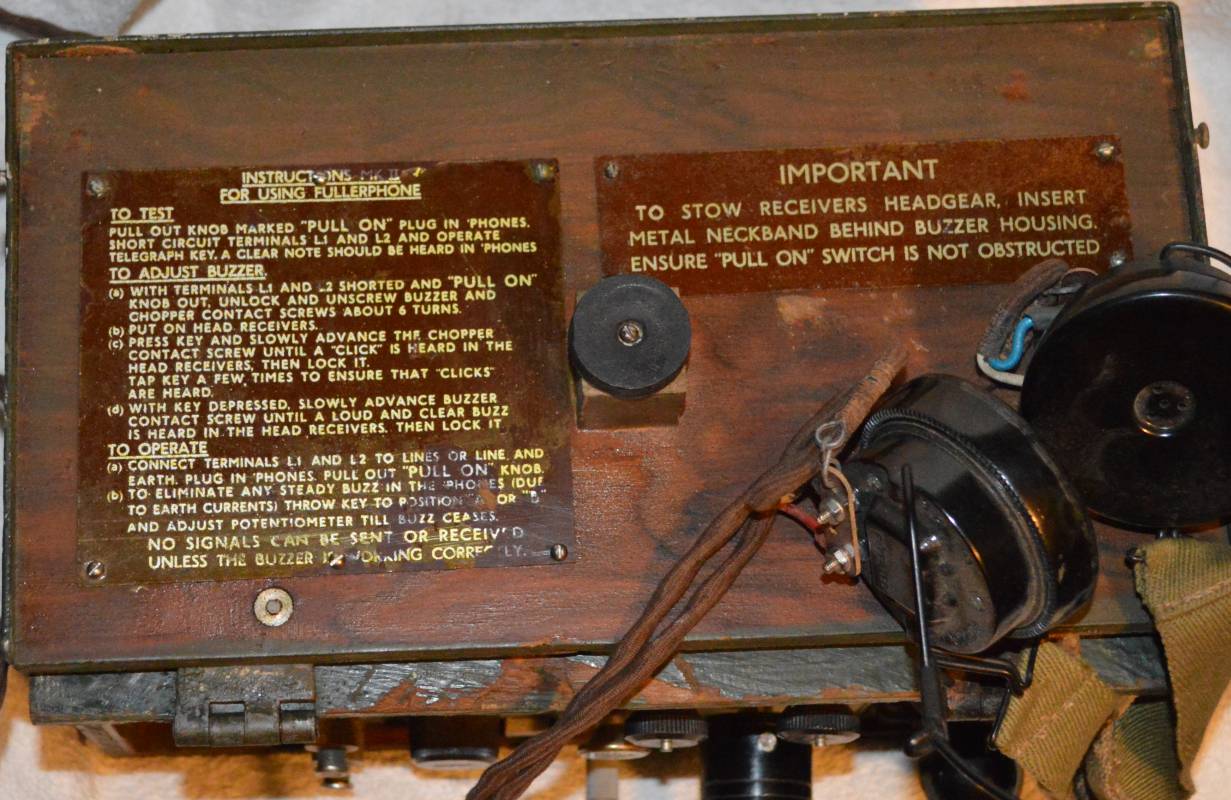 INSTRUCTIONS MK II
FOR USING FULLERPHONE
TO TEST
PULL OUT KNOB MARKED "PULL ON" PLUG IN 'PHONES.
SHORT CIRCUIT TERMINALS L1 AND L2 AND OPERATE
TELEGRAPH KEY. A CLEAR NOTE SHOULD BE HEARD IN 'PHONES
TO ADJUST BUZZER.
(a) WITH TERMINALS L1 AND L2 SHORTED AND "PULL ON"
KNOB OUT, UNLOCK AND UNSCREW BUZZER AND
CHOPPER CONTACT SCREWS ABOUT 6 TURNS.
(b) PUT ON HEAD RECEIVERS.
(c) PRESS KEY AND SLOWLY ADVANCE THE CHOPPER
CONTACT SCREW UNTIL A "CLICK" IS HEARD IN THE
HEAD RECEIVERS, THEN LOCK IT.
TAP KEY A FEW TIMES TO ENSURE THAT "CLICKS"
ARE HEARD.
(d) WITH KEY DEPRESSED, SLOWLY ADVANCE BUZZER
CONTACT SCREW UNTIL A LOUD AND CLEAR BUZZ
IS HEARD IN THE HEAD RECEIVERS. THEN LOCK IT
TO OPERATE
(a) CONNECT TERMINALS L1 AND L2 TO LINES OR LINE AND
EARTH. PLUG IN 'PHONES. PULL OUT "PULL ON" KNOB.
(b) TO ELIMINATE ANY STEADY BUZZ IN THE 'PHONES (DUE
TO EARTH CURRENTS) THROW KEY TO POSITION "A" OR "B"
AND ADJUST POTENTIOMETER TILL BUZZ CEASES.
NO SIGNALS CAN BE SENT OR RECEIVED
UNLESS THE BUZZER IS WORKING CORRECTLY.
IMPORTANT
TO STOW RECEIVERS HEADGEAR, INSERT
METAL NECKBAND BEHIND BUZZER HOUSING.
ENSURE "PULL ON" SWITCH IS NOT OBSTRUCTED